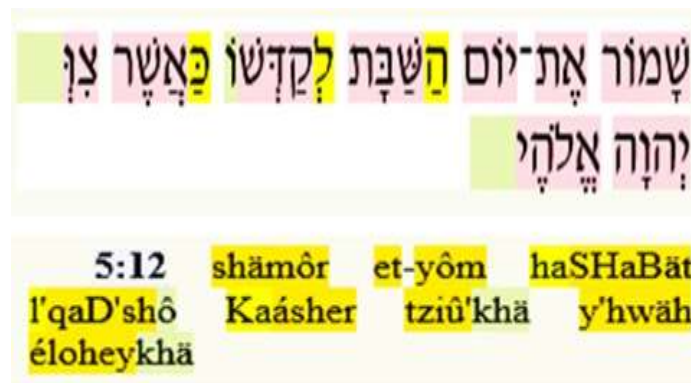 שָׁמוֹר אֶת־יוֹם הַשַּׁבָּת לְקַדְּשׁוֹ כַּאֲשֶׁר צִוְּ
יְהוָה אֱלֹהֶי
5:12 shämôr et-yôm haSHaBät
l'qaD'shô Kaásher tziû'khä y'hwäh
éloheykhä